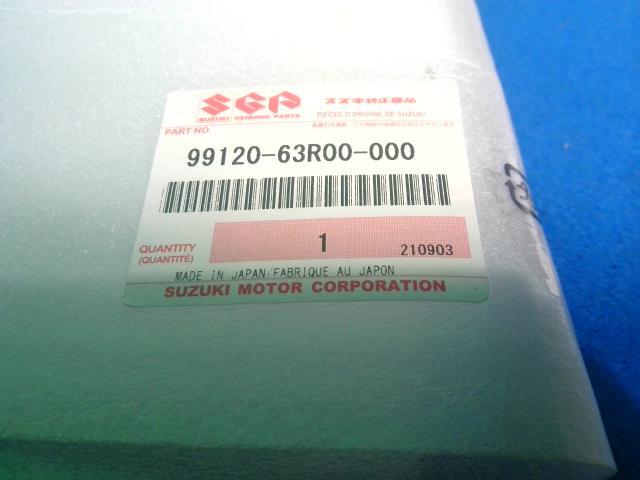 SGP スズキ純正部品
SUZUKI GENUINE PARTS PIÈCES D'ORIGINE DE SUZUKI
PART NO.
99120-63R00-000
QUANTITY
(QUANTITÉ)
1
210903
MADE IN JAPAN/FABRIQUE AU JAPON
SUZUKI MOTOR CORPORATION